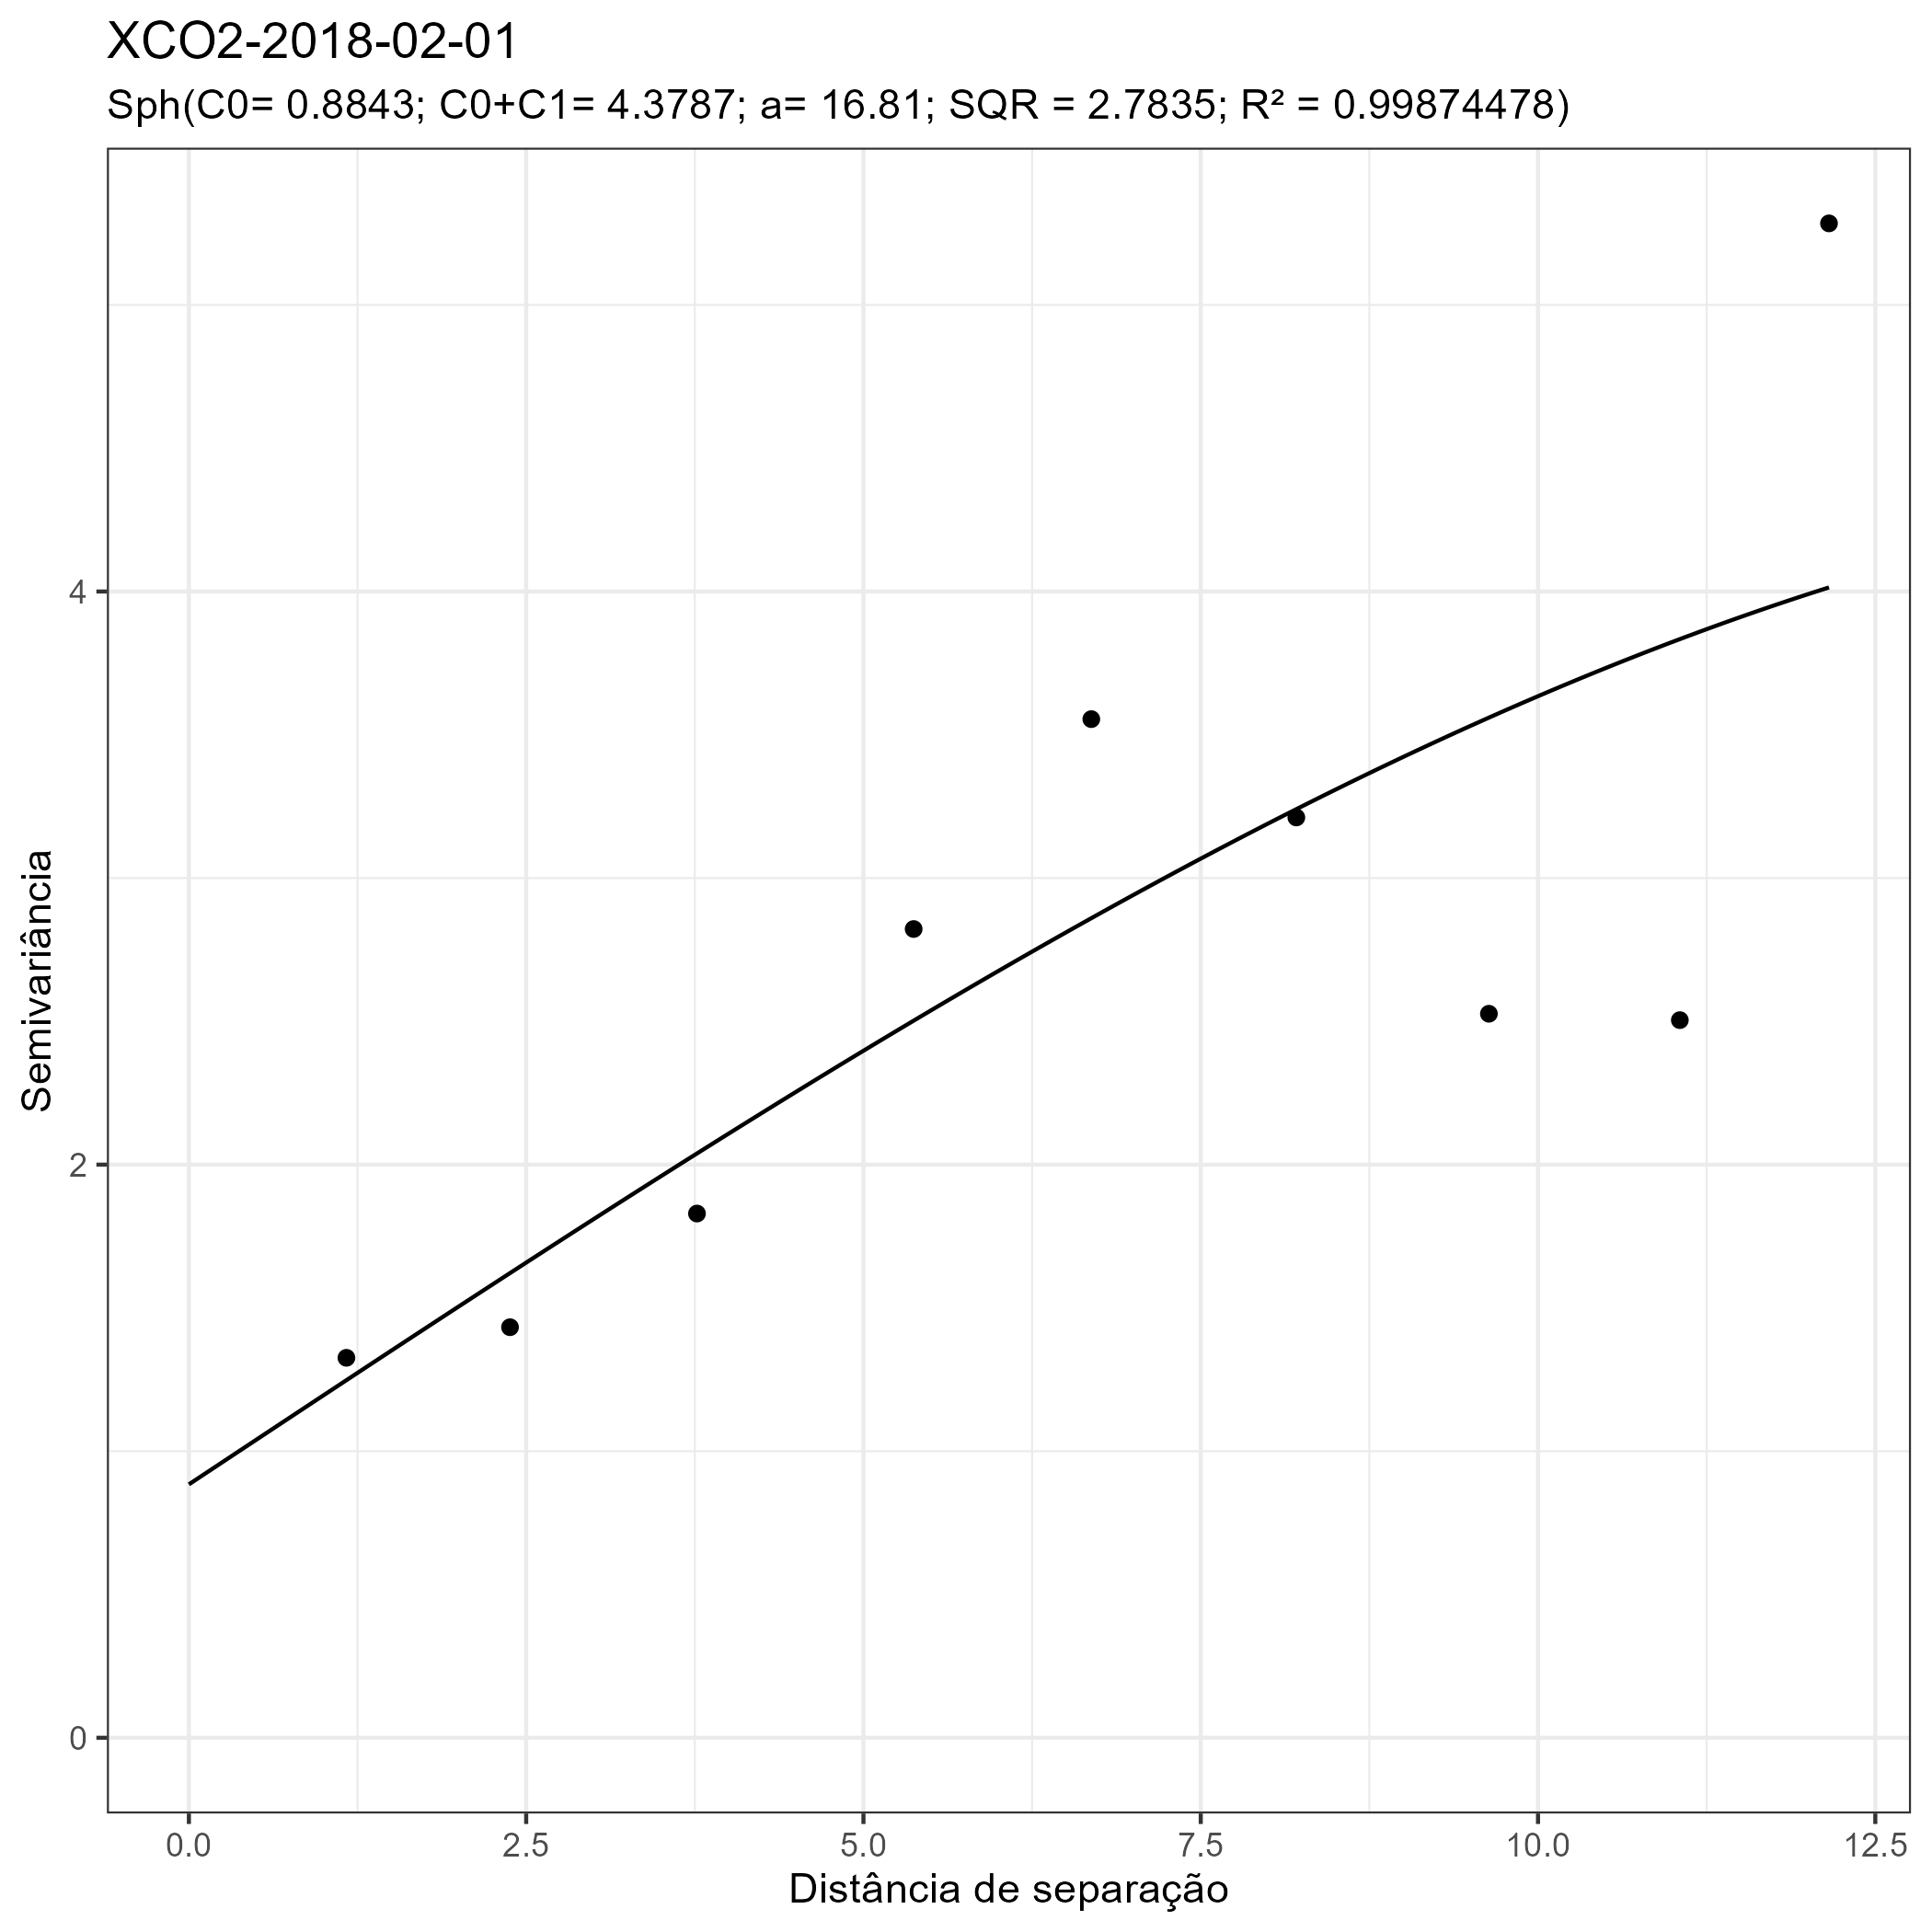 XCO2-2018-02-01
Sph(C0= 0.8843; C0+C1= 4.3787; a= 16.81; SQR = 2.7835; R² = 0.99874478)
Semivariância
4
2
0
0.0 2.5 5.0 7.5 10.0 12.5
Distância de separação